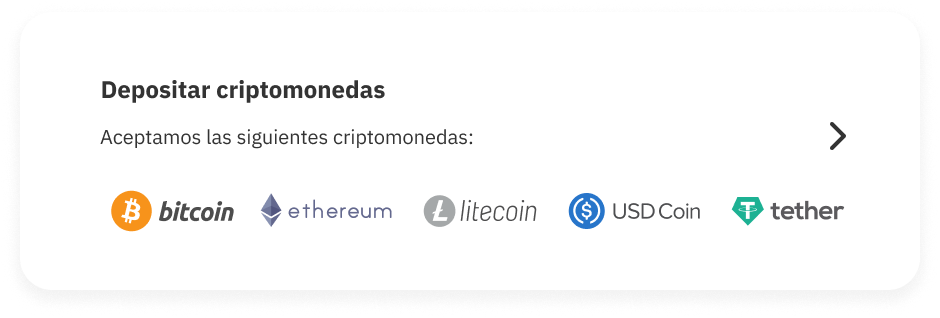 Depositar criptomonedas
Aceptamos las siguientes criptomonedas:
bitcoin ethereum litecoin USD Coin tether